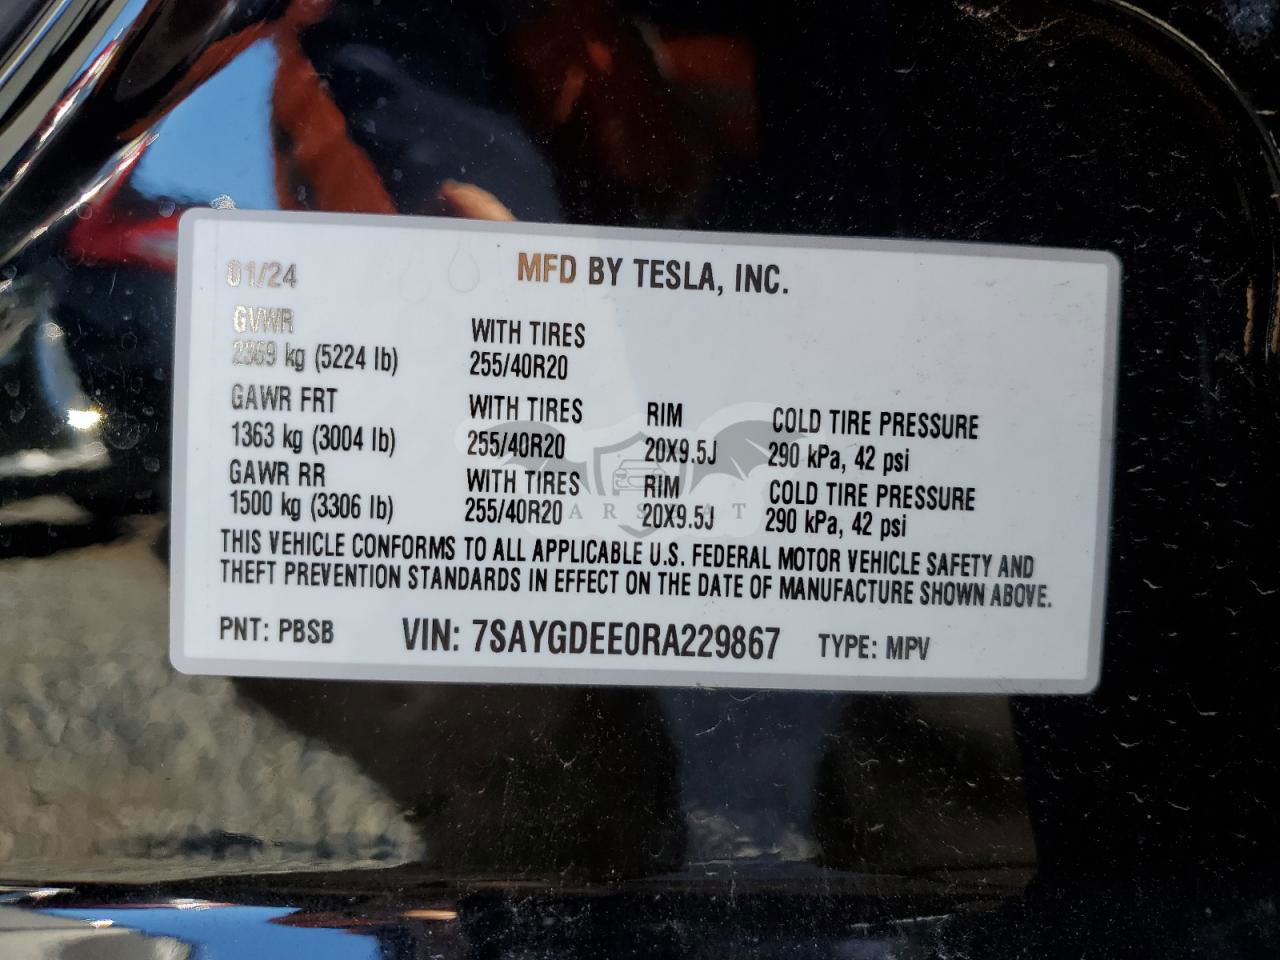 01/24 MFD BY TESLA, INC.
GVWR WITH TIRES
2369 kg (5224 lb) 255/40R20
GAWR FRT WITH TIRES RIM COLD TIRE PRESSURE
1363 kg (3004 lb) 255/40R20 20X9.5J 290 kPa, 42 psi
GAWR RR WITH TIRES RIM COLD TIRE PRESSURE
1500 kg (3306 lb) 255/40R20 20X9.5J 290 kPa, 42 psi
THIS VEHICLE CONFORMS TO ALL APPLICABLE U.S. FEDERAL MOTOR VEHICLE SAFETY AND
THEFT PREVENTION STANDARDS IN EFFECT ON THE DATE OF MANUFACTURE SHOWN ABOVE.
PNT: PBSB VIN: 7SAYGDEE0RA229867 TYPE: MPV